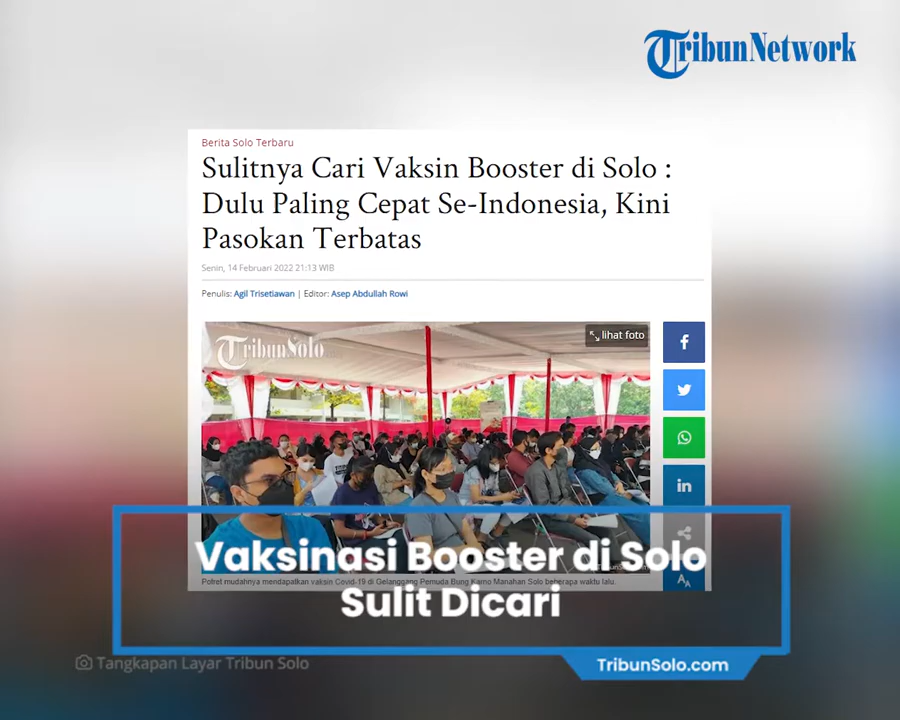 TribunNetwork
Berita Solo Terbaru
Sulitnya Cari Vaksin Booster di Solo :
Dulu Paling Cepat Se-Indonesia, Kini
Pasokan Terbatas
Senin, 14 Februari 2022 21:13 WIB
Penulis: Agil Trisetiawan | Editor: Asep Abdullah Rowi
TribunSolo
lihat foto
Vaksinasi Booster di Solo
Potret mudahnya mendapatkan vaksin Covid-19 di Gelanggang Pemuda Bung Karno Manahan Solo beberapa waktu lalu.
AA
Sulit Dicari
Tangkapan Layar Tribun Solo
TribunSolo.com